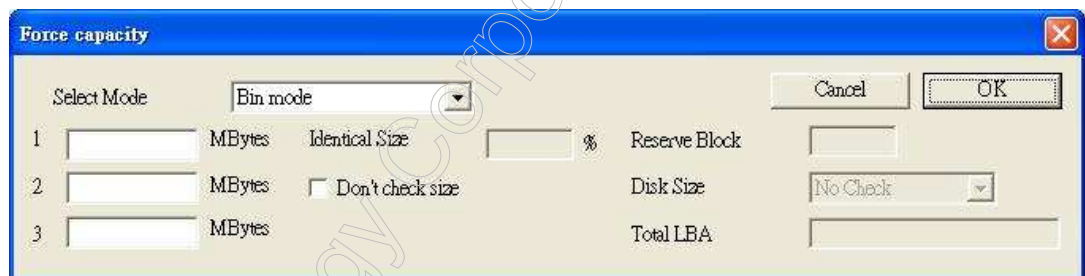 Force capacity
Select Mode Bin mode Cancel OK
1 MBytes Identical Size % Reserve Block
2 MBytes Don't check size Disk Size No Check
3 MBytes Total LBA